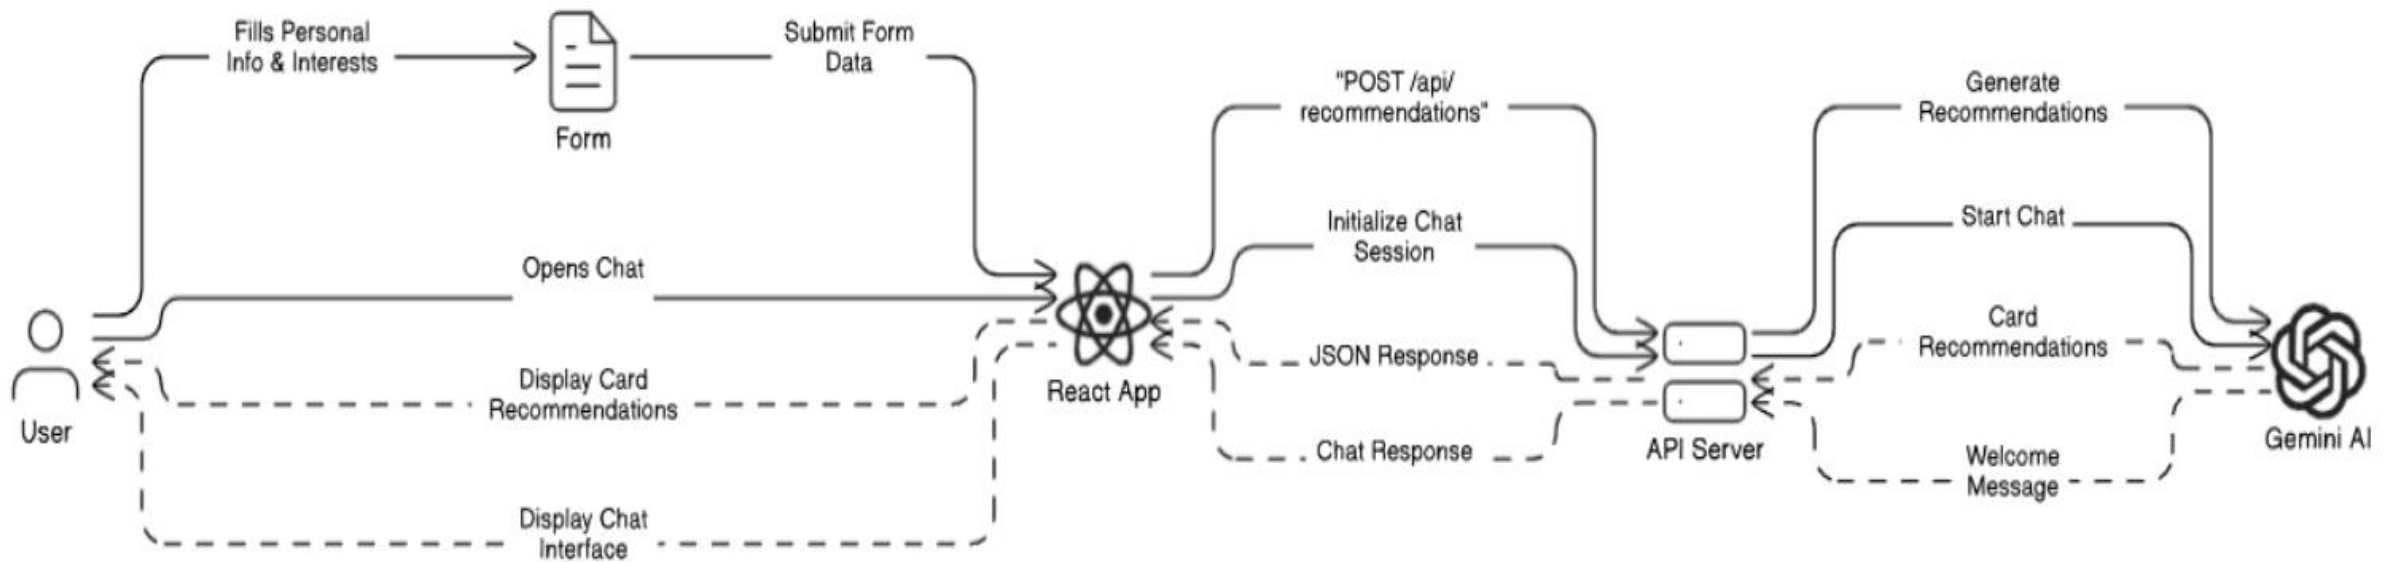 Fills Personal
Info & Interests
Form
Submit Form
Data
"POST /api/
recommendations"
Generate
Recommendations
Initialize Chat
Session
Start Chat
Opens Chat
User
React App
API Server
Gemini AI
Card
Recommendations
JSON Response
Display Card
Recommendations
Chat Response
Welcome
Message
Display Chat
Interface